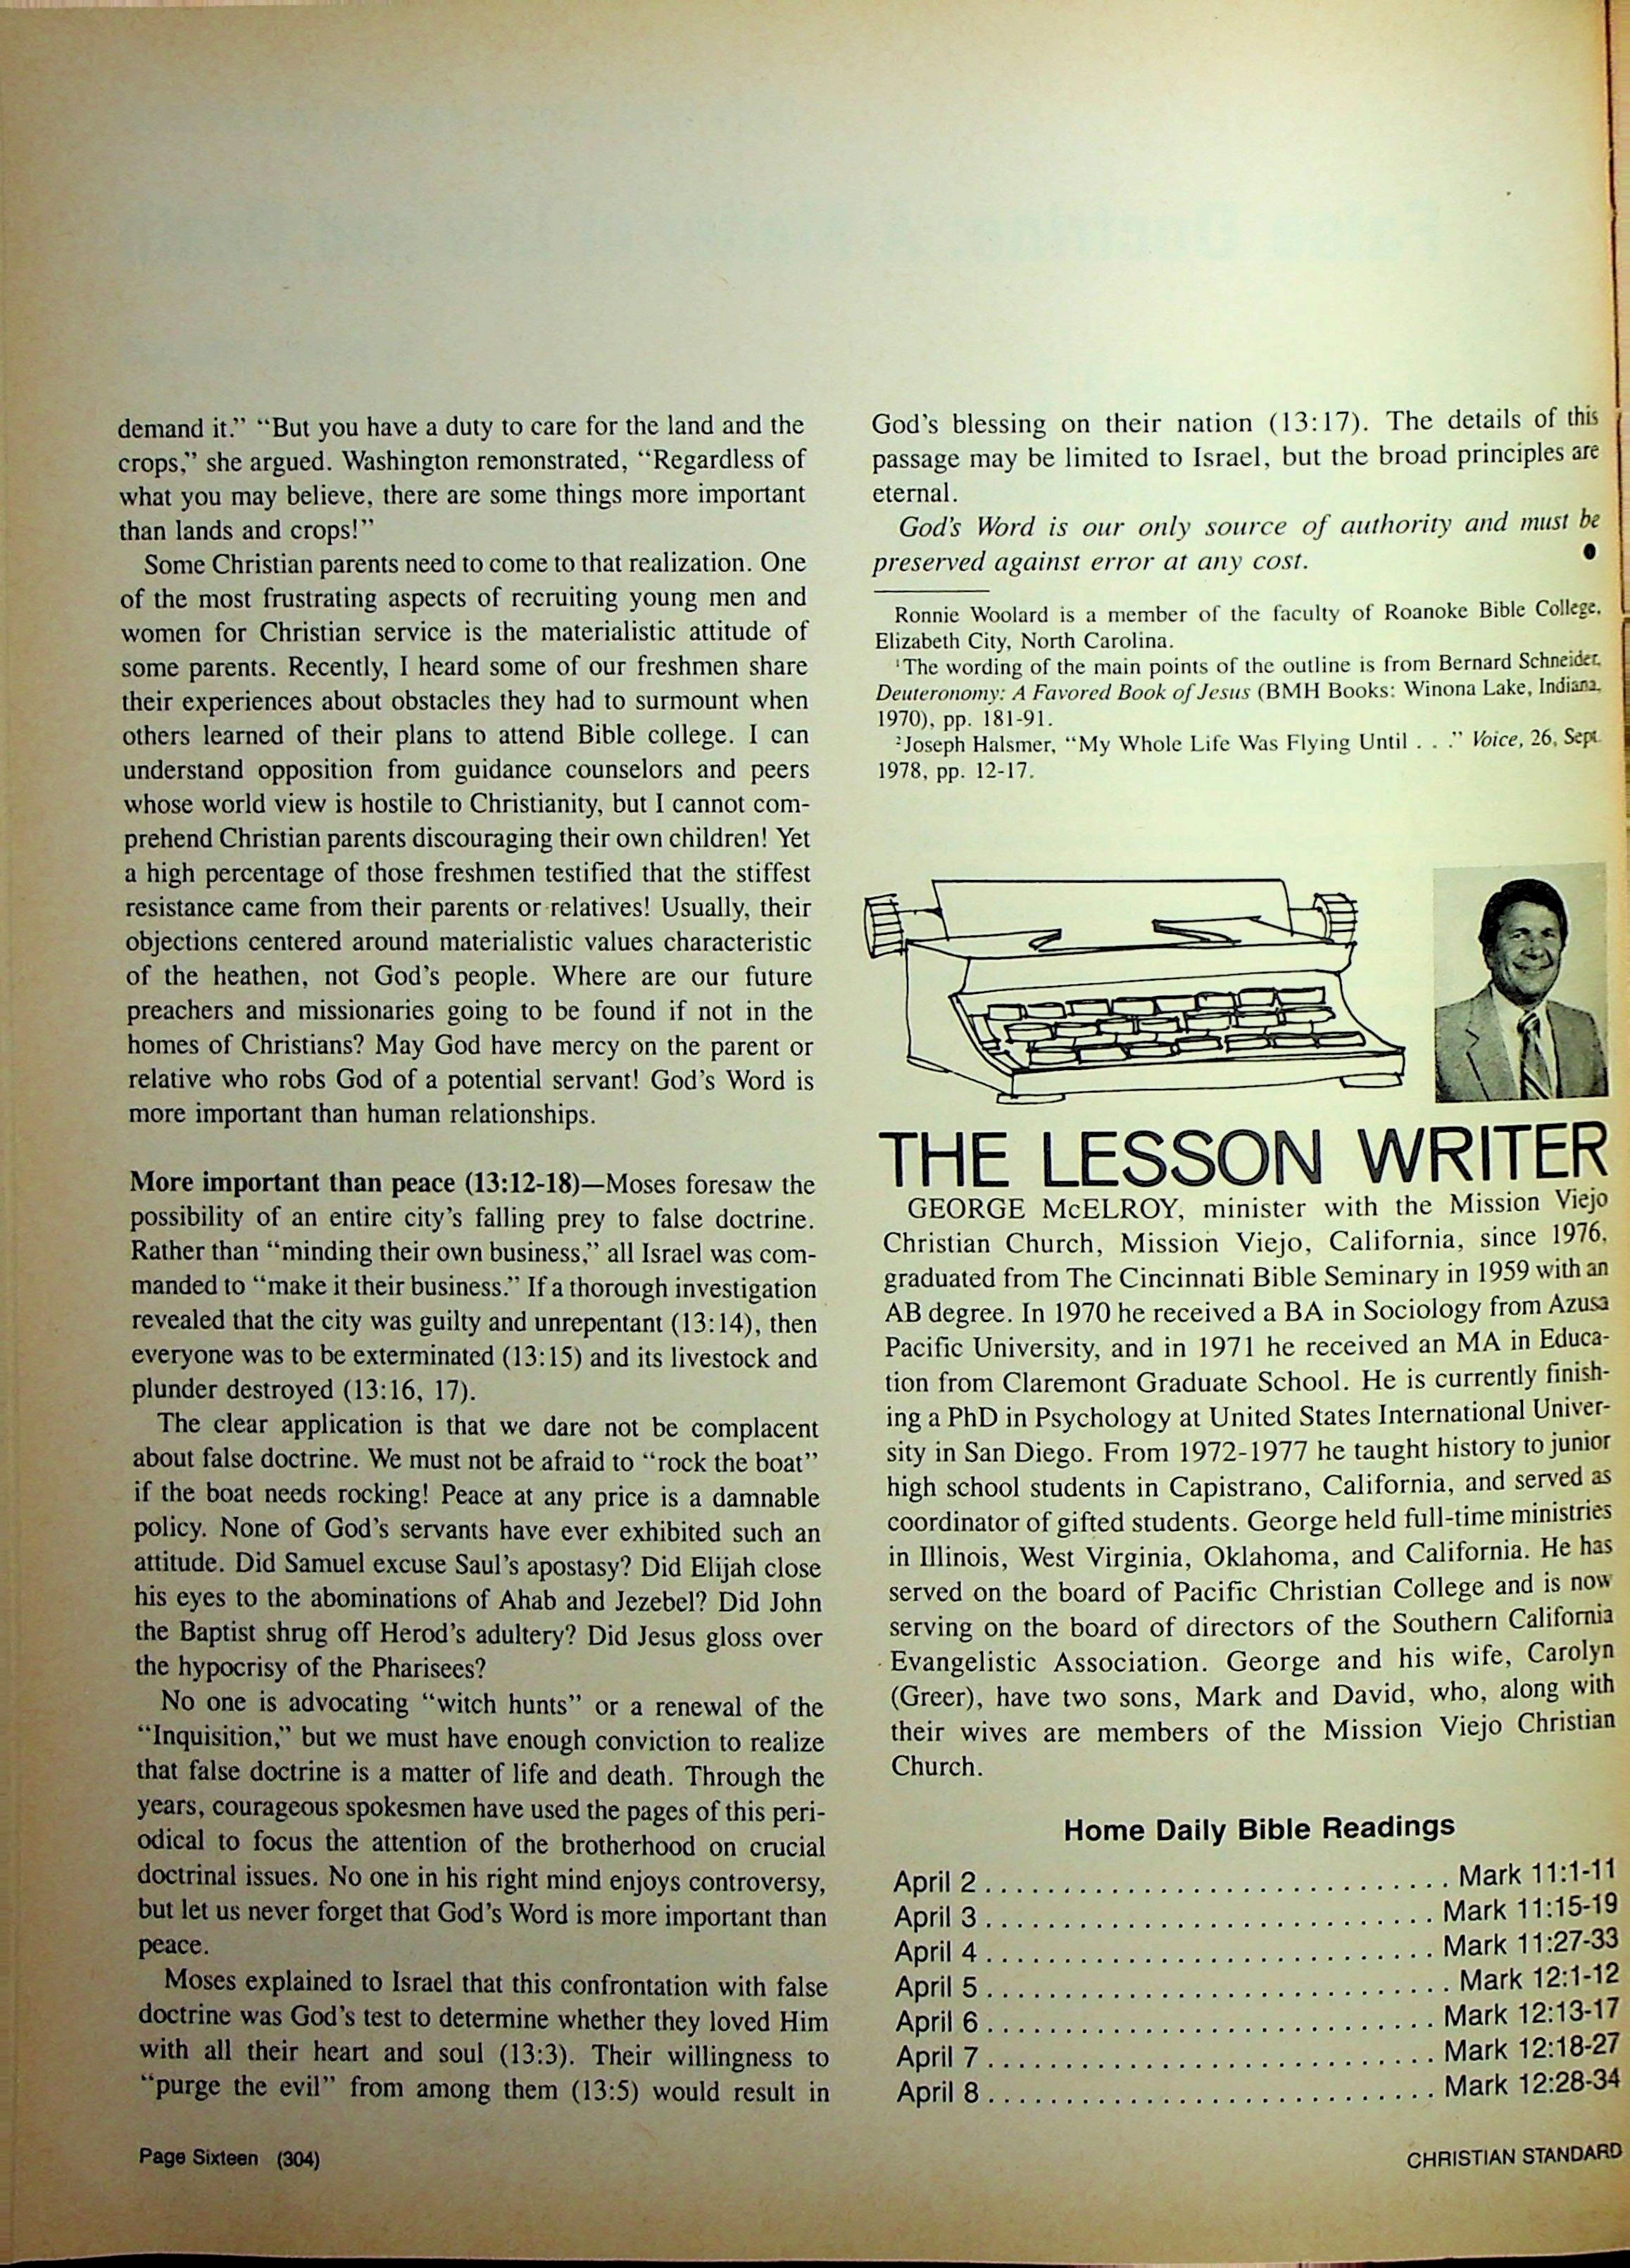 demand it.” “But you have a duty to care for the land and the
crops,” she argued. Washington remonstrated, “Regardless of
what you may believe, there are some things more important
than lands and crops!”
Some Christian parents need to come to that realization. One
of the most frustrating aspects of recruiting young men and
women for Christian service is the materialistic attitude of
some parents. Recently, I heard some of our freshmen share
their experiences about obstacles they had to surmount when
others learned of their plans to attend Bible college. I can
understand opposition from guidance counselors and peers
whose world view is hostile to Christianity, but I cannot com-
prehend Christian parents discouraging their own children! Yet
a high percentage of those freshmen testified that the stiffest
resistance came from their parents or relatives! Usually, their
objections centered around materialistic values characteristic
of the heathen, not God’s people. Where are our future
preachers and missionaries going to be found if not in the
homes of Christians? May God have mercy on the parent or
relative who robs God of a potential servant! God’s Word is
more important than human relationships.
More important than peace (13:12-18)—Moses foresaw the
possibility of an entire city’s falling prey to false doctrine.
Rather than “minding their own business,” all Israel was com-
manded to “make it their business.” If a thorough investigation
revealed that the city was guilty and unrepentant (13:14), then
everyone was to be exterminated (13:15) and its livestock and
plunder destroyed (13:16, 17).
The clear application is that we dare not be complacent
about false doctrine. We must not be afraid to “rock the boat”
if the boat needs rocking! Peace at any price is a damnable
policy. None of God’s servants have ever exhibited such an
attitude. Did Samuel excuse Saul’s apostasy? Did Elijah close
his eyes to the abominations of Ahab and Jezebel? Did John
the Baptist shrug off Herod’s adultery? Did Jesus gloss over
the hypocrisy of the Pharisees?
No one is advocating “witch hunts” or a renewal of the
“Inquisition,” but we must have enough conviction to realize
that false doctrine is a matter of life and death. Through the
years, courageous spokesmen have used the pages of this peri-
odical to focus the attention of the brotherhood on crucial
doctrinal issues. No one in his right mind enjoys controversy,
but let us never forget that God’s Word is more important than
peace.
Moses explained to Israel that this confrontation with false
doctrine was God’s test to determine whether they loved Him
with all their heart and soul (13:3). Their willingness to
“purge the evil” from among them (13:5) would result in
God’s blessing on their nation (13:17). The details of this
passage may be limited to Israel, but the broad principles are
eternal.
God’s Word is our only source of authority and must be
preserved against error at any cost. ●
Ronnie Woolard is a member of the faculty of Roanoke Bible College,
Elizabeth City, North Carolina.
¹The wording of the main points of the outline is from Bernard Schneider,
Deuteronomy: A Favored Book of Jesus (BMH Books: Winona Lake, Indiana,
1970), pp. 181-91.
²Joseph Halsmer, “My Whole Life Was Flying Until . . .” Voice, 26, Sept.
1978, pp. 12-17.
THE LESSON WRITER
GEORGE McELROY, minister with the Mission Viejo
Christian Church, Mission Viejo, California, since 1976,
graduated from The Cincinnati Bible Seminary in 1959 with an
AB degree. In 1970 he received a BA in Sociology from Azusa
Pacific University, and in 1971 he received an MA in Educa-
tion from Claremont Graduate School. He is currently finish-
ing a PhD in Psychology at United States International Univer-
sity in San Diego. From 1972-1977 he taught history to junior
high school students in Capistrano, California, and served as
coordinator of gifted students. George held full-time ministries
in Illinois, West Virginia, Oklahoma, and California. He has
served on the board of Pacific Christian College and is now
serving on the board of directors of the Southern California
Evangelistic Association. George and his wife, Carolyn
(Greer), have two sons, Mark and David, who, along with
their wives are members of the Mission Viejo Christian
Church.
Home Daily Bible Readings
April 2 . . . . . . . . . . Mark 11:1-11
April 3 . . . . . . . . . . Mark 11:15-19
April 4 . . . . . . . . . . Mark 11:27-33
April 5 . . . . . . . . . . Mark 12:1-12
April 6 . . . . . . . . . . Mark 12:13-17
April 7 . . . . . . . . . . Mark 12:18-27
April 8 . . . . . . . . . . Mark 12:28-34
Page Sixteen (304)
CHRISTIAN STANDARD